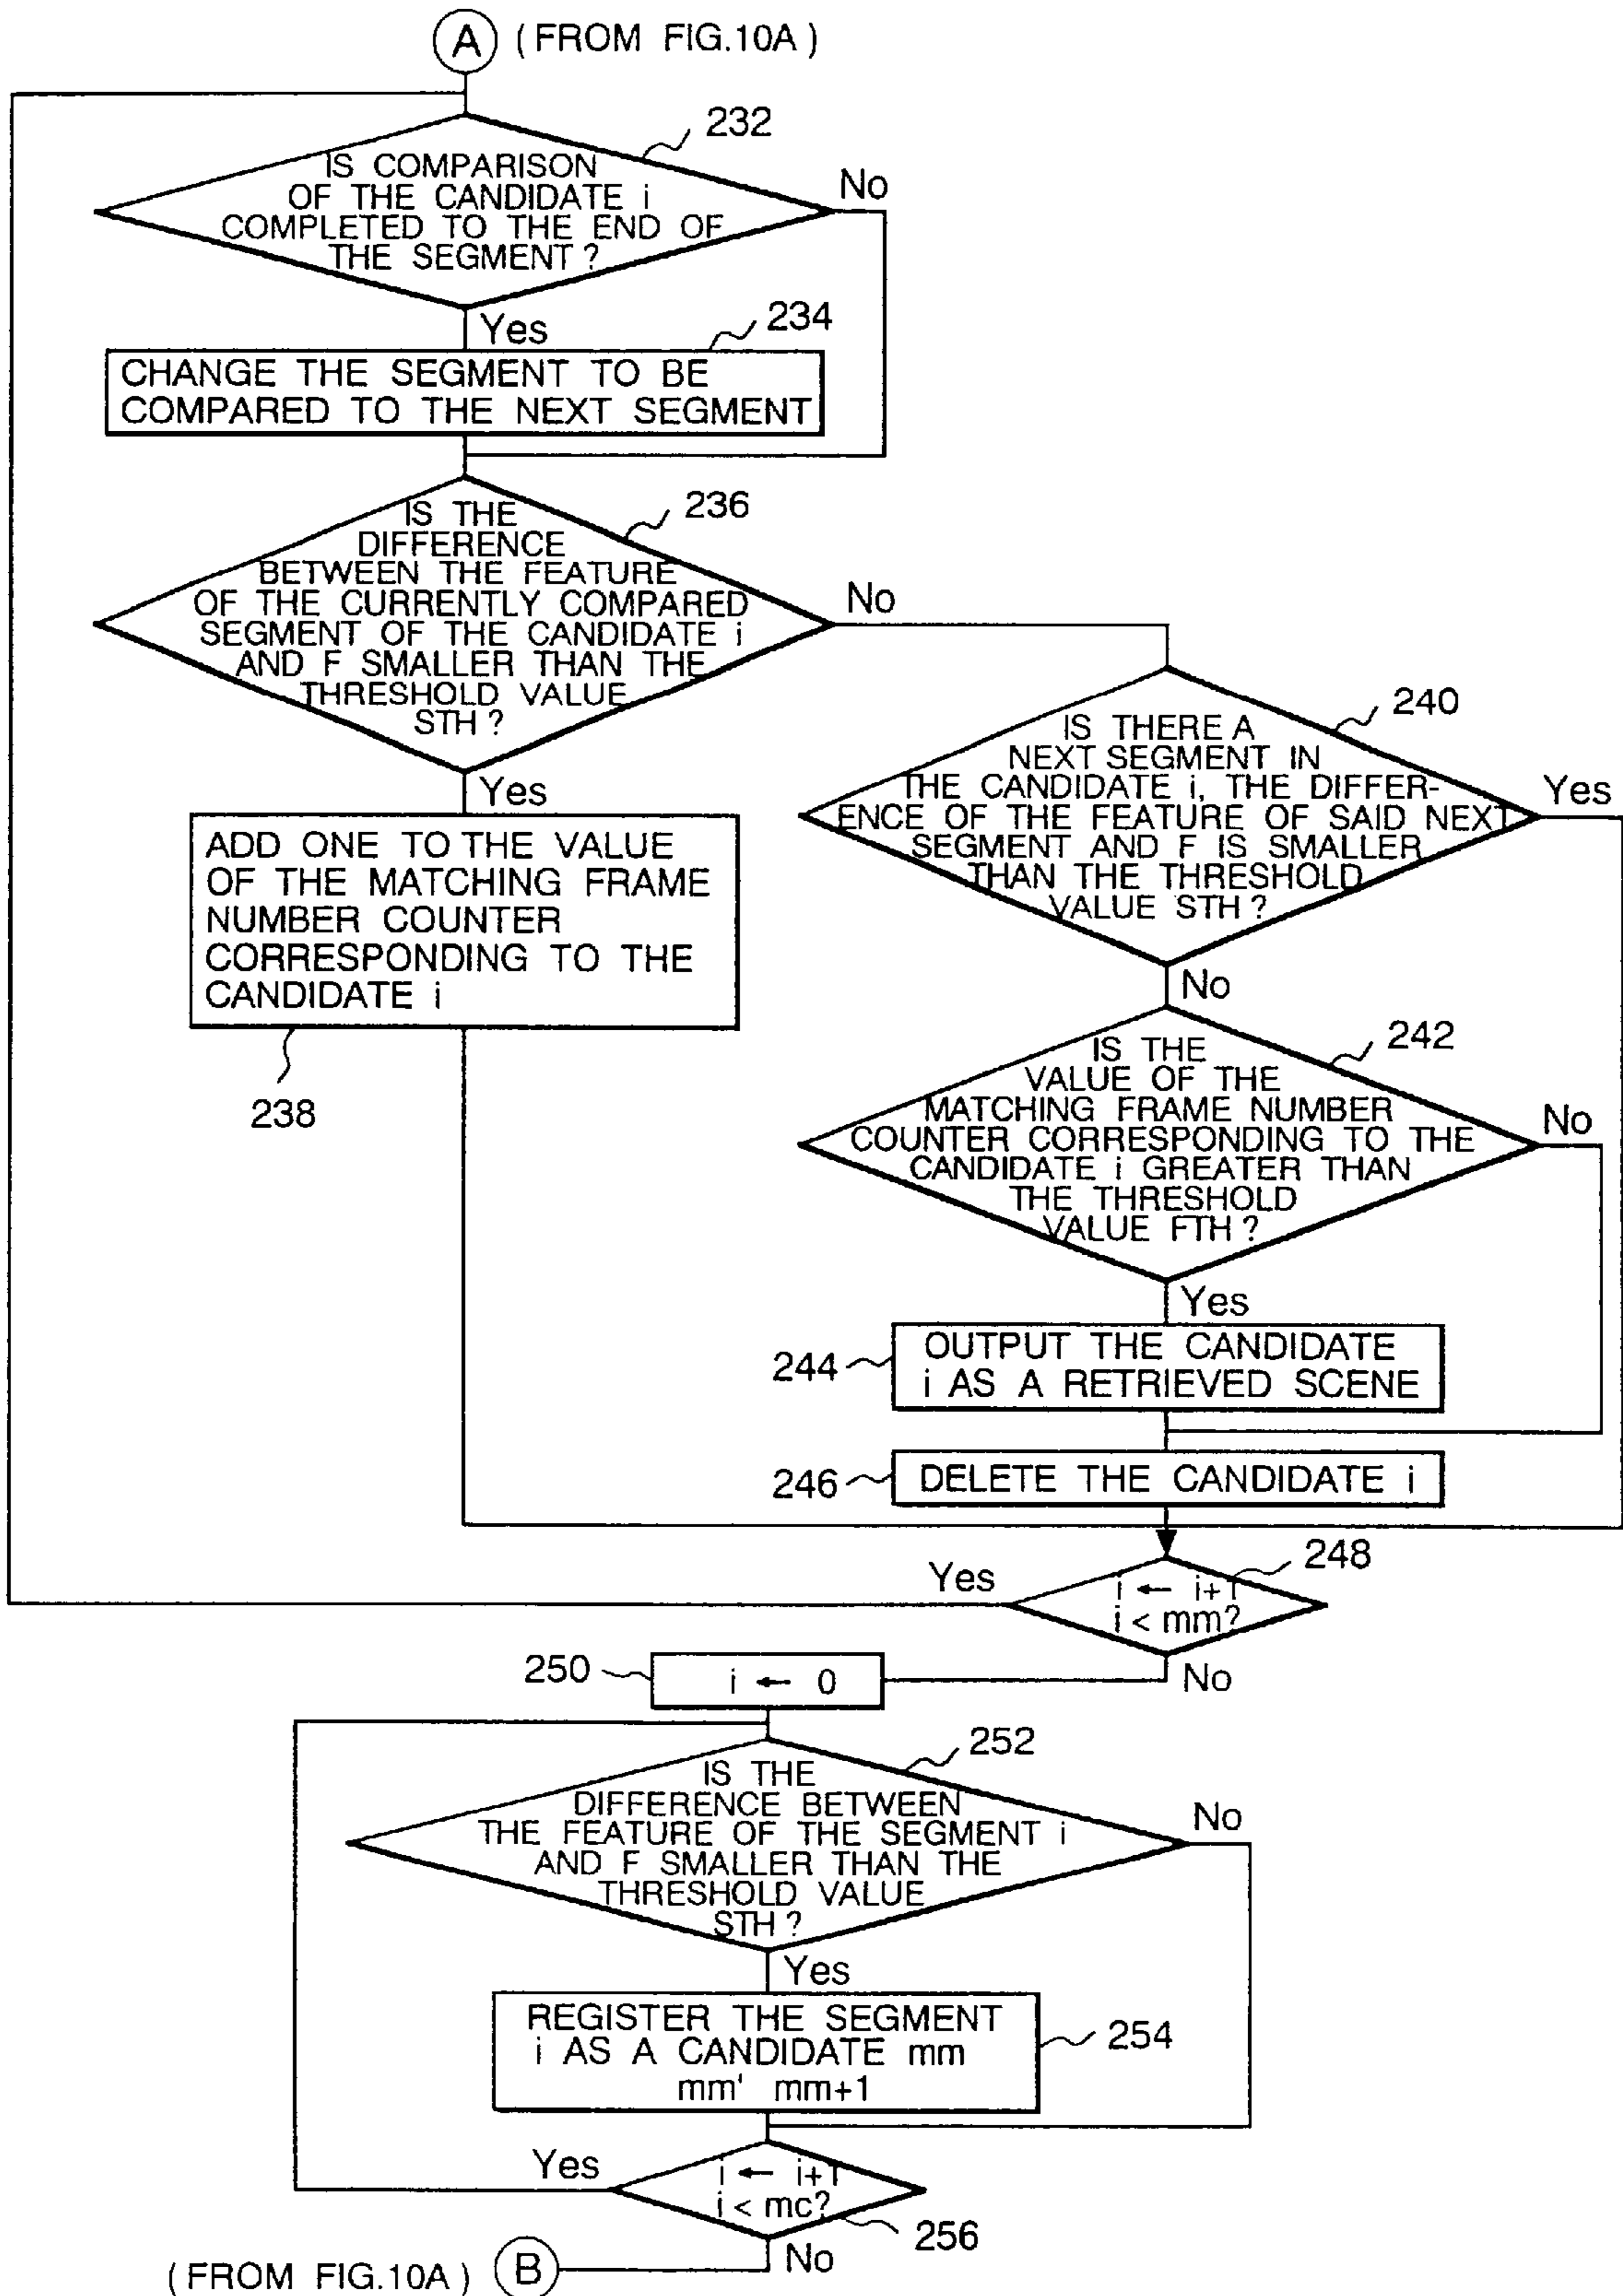 A (FROM FIG.10A)
232
IS COMPARISON
OF THE CANDIDATE i
COMPLETED TO THE END OF
THE SEGMENT?
No
Yes
234
CHANGE THE SEGMENT TO BE
COMPARED TO THE NEXT SEGMENT
236
IS THE
DIFFERENCE
BETWEEN THE FEATURE
OF THE CURRENTLY COMPARED
SEGMENT OF THE CANDIDATE i
AND F SMALLER THAN THE
THRESHOLD VALUE
STH?
No
Yes
ADD ONE TO THE VALUE
OF THE MATCHING FRAME
NUMBER COUNTER
CORRESPONDING TO THE
CANDIDATE i
238
240
IS THERE A
NEXT SEGMENT IN
THE CANDIDATE i, THE DIFFER-
ENCE OF THE FEATURE OF SAID NEXT
SEGMENT AND F IS SMALLER
THAN THE THRESHOLD
VALUE STH?
Yes
No
242
IS THE
VALUE OF THE
MATCHING FRAME NUMBER
COUNTER CORRESPONDING TO THE
CANDIDATE i GREATER THAN
THE THRESHOLD
VALUE FTH?
No
Yes
244
OUTPUT THE CANDIDATE
i AS A RETRIEVED SCENE
246
DELETE THE CANDIDATE i
248
i ← i+1
i < mm?
Yes
No
250
i ← 0
252
IS THE
DIFFERENCE BETWEEN
THE FEATURE OF THE SEGMENT i
AND F SMALLER THAN THE
THRESHOLD VALUE
STH?
No
Yes
REGISTER THE SEGMENT
i AS A CANDIDATE mm
mm' mm+1
254
i ← i+1
i < mc?
Yes
256
No
(FROM FIG.10A) B